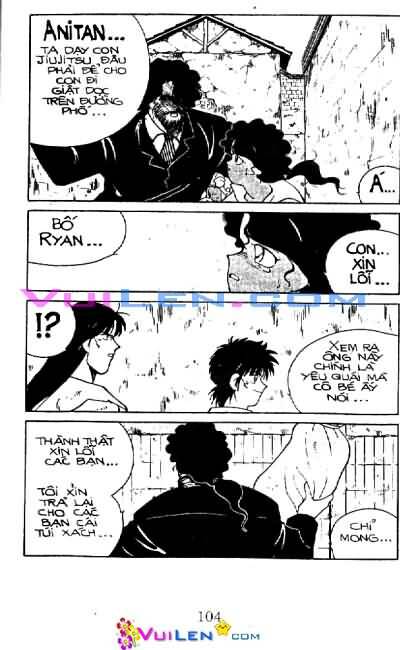 ANITAN...
TA DẠY CON
JIUJITSU ĐÂU
PHẢI ĐỂ CHO
CON ĐI
GIẬT DỌC
TRÊN ĐƯỜNG
PHỐ...
Á...
BỐ
RYAN...
CON...
XIN
LỖI...
VUILEN.COM
!?
XEM RA
ÔNG NÀY
CHÍNH LÀ
YÊU QUÁI MÀ
CÔ BÉ ẤY
NÓI...
THÀNH THẬT
XIN LỖI
CÁC BẠN...
TÔI XIN
TRẢ LẠI
CHO CÁC
BẠN CÁI
TÚI XÁCH...
CHỈ
MONG...
104
VUILEN.COM